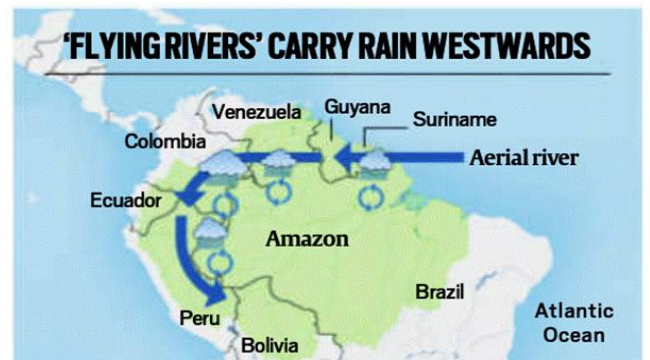 'FLYING RIVERS' CARRY RAIN WESTWARDS
Venezuela
Guyana
Suriname
Colombia
Aerial river
Ecuador
Amazon
Brazil
Peru
Bolivia
Atlantic
Ocean